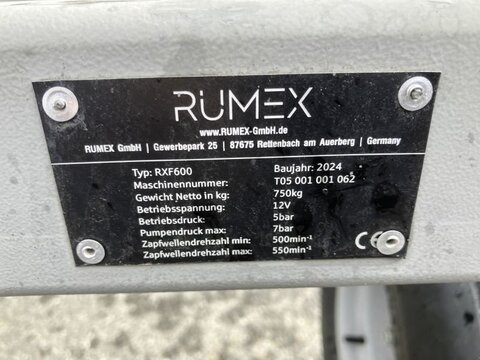 RUMEX
www.RUMEX-GmbH.de
RUMEX GmbH | Gewerbepark 25 | 87675 Rettenbach am Auerberg | Germany
Typ: RXF600 Baujahr: 2024
Maschinennummer: T05 001 001 062
Gewicht Netto in kg: 750kg
Betriebsspannung: 12V
Betriebsdruck: 5bar
Pumpendruck max: 7bar
Zapfwellendrehzahl min: 500min⁻¹
Zapfwellendrehzahl max: 550min⁻¹
CE